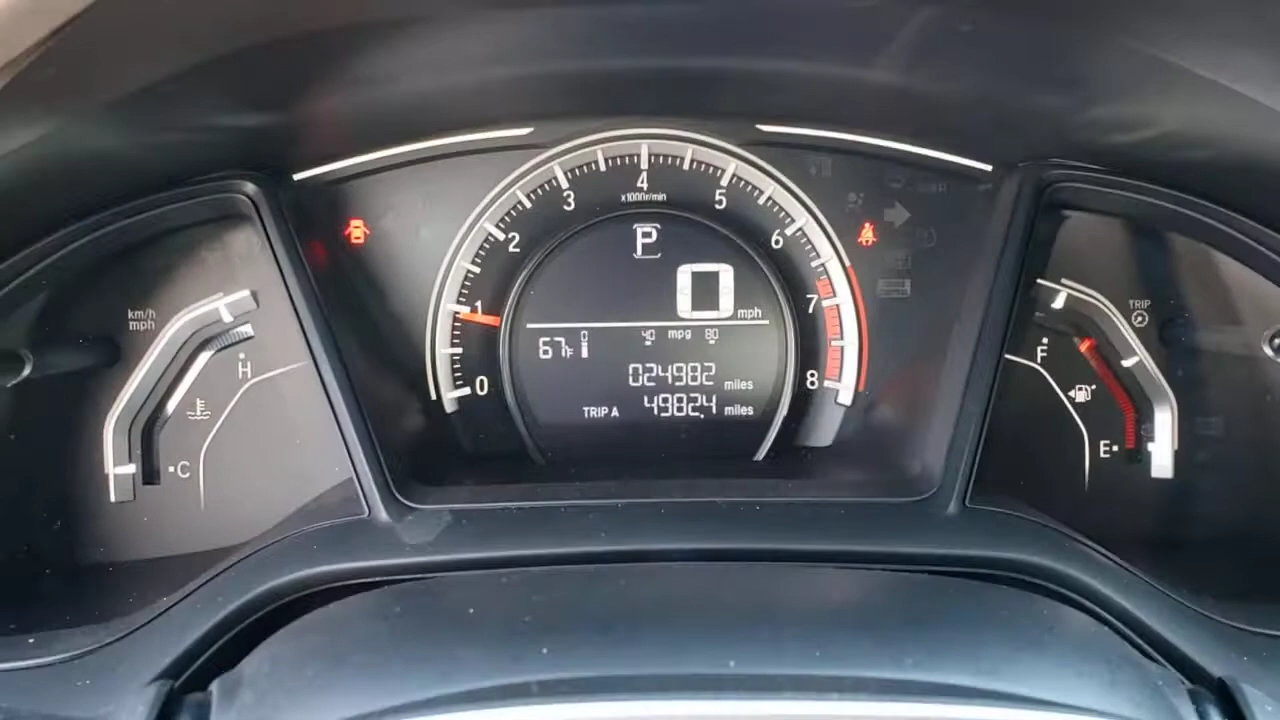 4
x1000r/min
3
5
2
6
P
1
7
0
mph
km/h
mph
TRIP
67°F
0
40
mpg
80
F
H
024982 miles
0
8
TRIP A 4982.4 miles
E
C